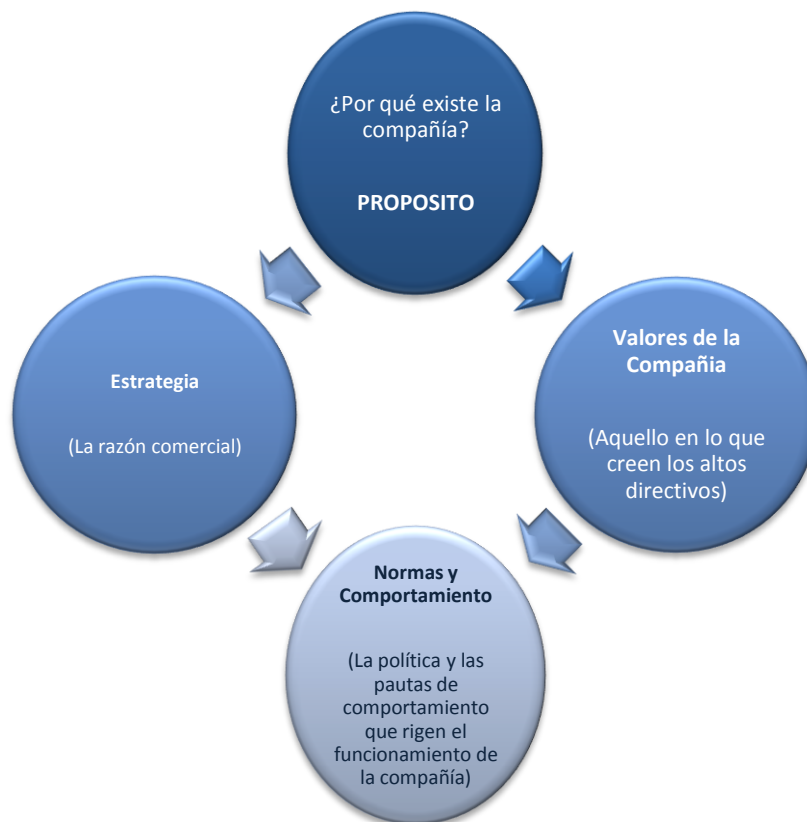 ¿Por qué existe la
compañía?
PROPOSITO
Estrategia
(La razón comercial)
Valores de la
Compañia
(Aquello en lo que
creen los altos
directivos)
Normas y
Comportamiento
(La política y las
pautas de
comportamiento
que rigen el
funcionamiento de
la compañía)